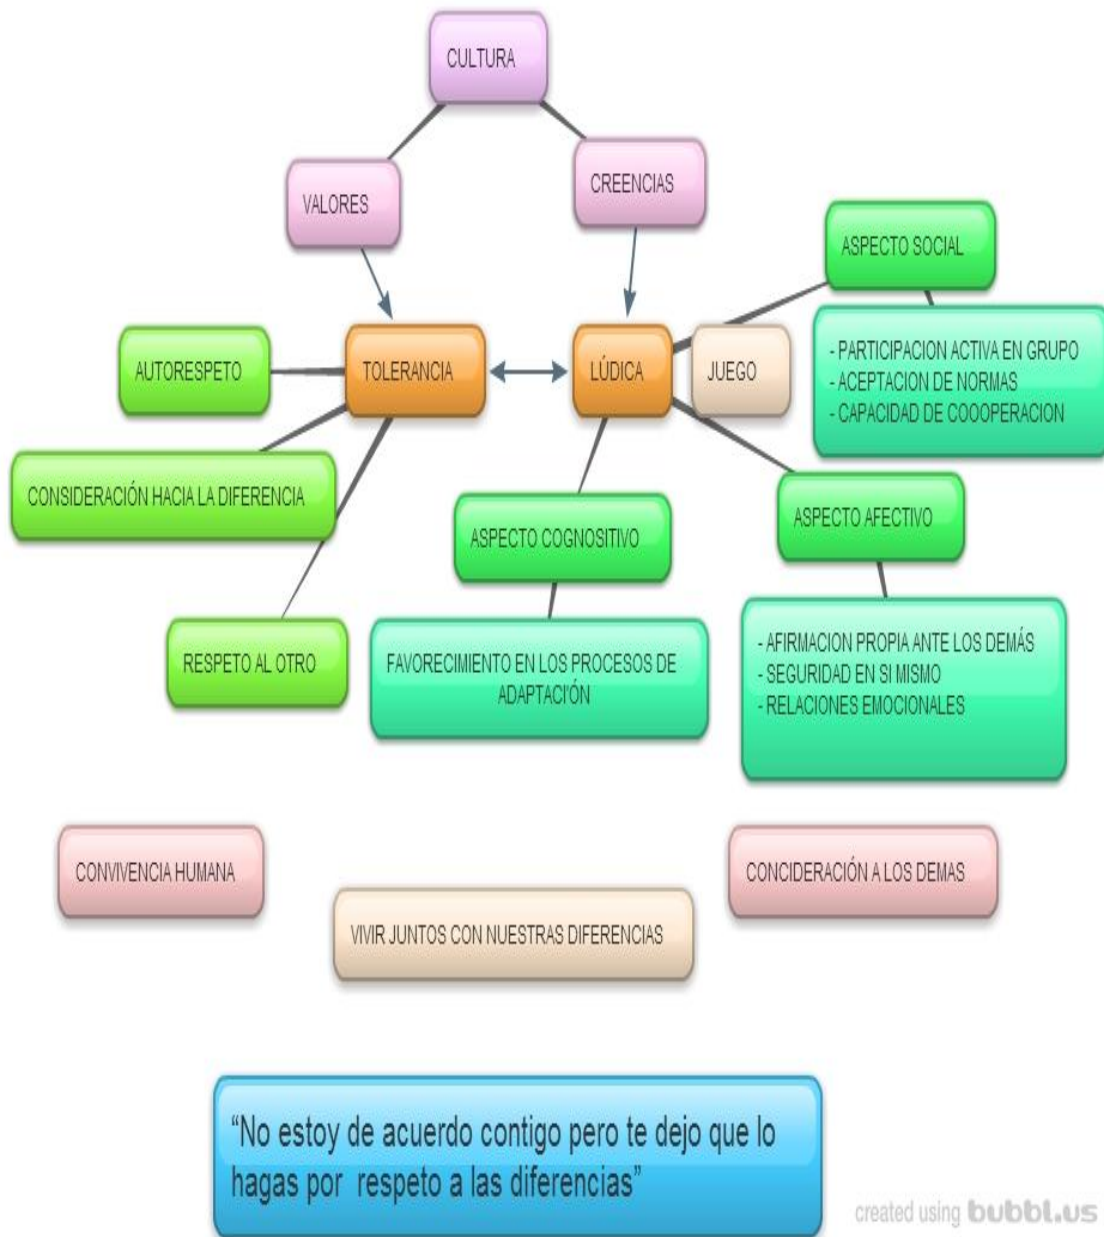 CULTURA
VALORES
CREENCIAS
ASPECTO SOCIAL
AUTORESPETO
TOLERANCIA
LÚDICA
JUEGO
- PARTICIPACION ACTIVA EN GRUPO
- ACEPTACION DE NORMAS
- CAPACIDAD DE COOOPERACION
CONSIDERACIÓN HACIA LA DIFERENCIA
ASPECTO COGNOSITIVO
ASPECTO AFECTIVO
RESPETO AL OTRO
FAVORECIMIENTO EN LOS PROCESOS DE
ADAPTACI'ÓN
- AFIRMACION PROPIA ANTE LOS DEMÁS
- SEGURIDAD EN SI MISMO
- RELACIONES EMOCIONALES
CONVIVENCIA HUMANA
CONCIDERACIÓN A LOS DEMAS
VIVIR JUNTOS CON NUESTRAS DIFERENCIAS
“No estoy de acuerdo contigo pero te dejo que lo
hagas por respeto a las diferencias”
created using bubbl.us